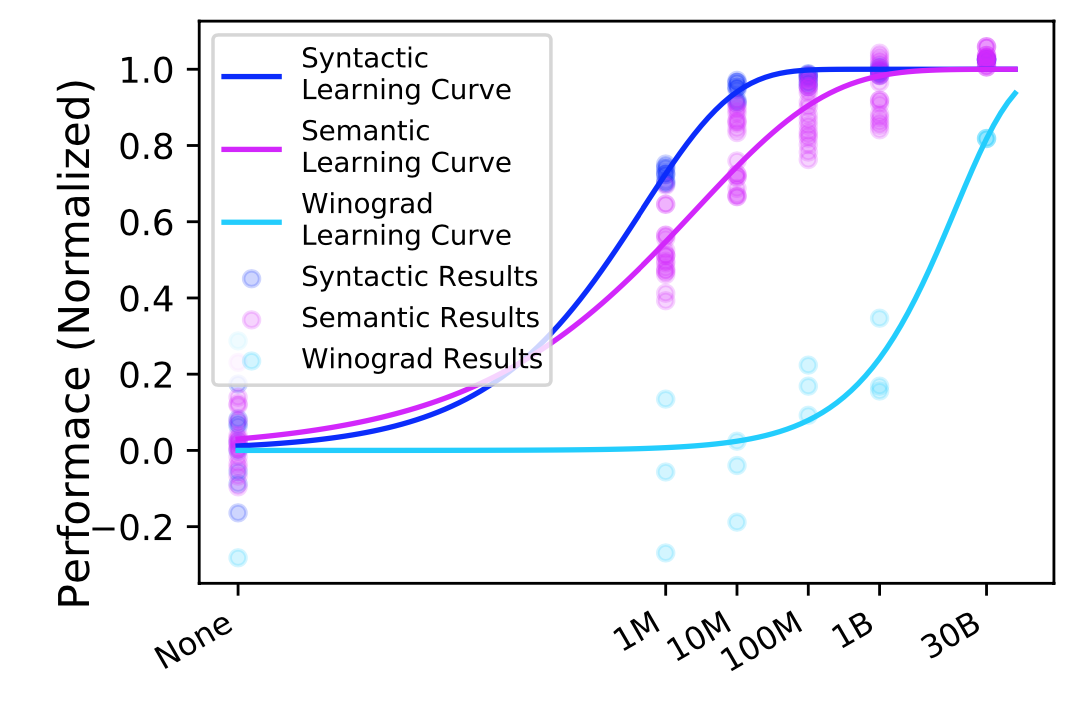 Performace (Normalized)
1.0
0.8
0.6
0.4
0.2
0.0
−0.2
Syntactic
Learning Curve
Semantic
Learning Curve
Winograd
Learning Curve
Syntactic Results
Semantic Results
Winograd Results
None
1M
10M
100M
1B
30B